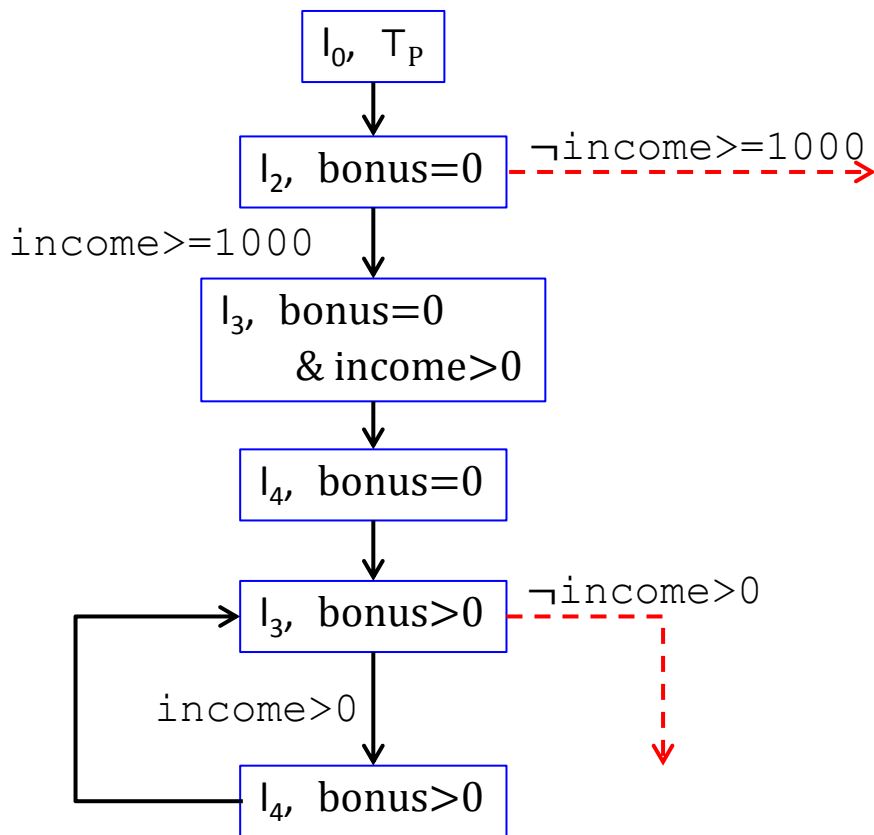 l₀, ⊤ₚ
l₂, bonus=0
¬income>=1000
income>=1000
l₃, bonus=0
& income>0
l₄, bonus=0
l₃, bonus>0
¬income>0
income>0
l₄, bonus>0